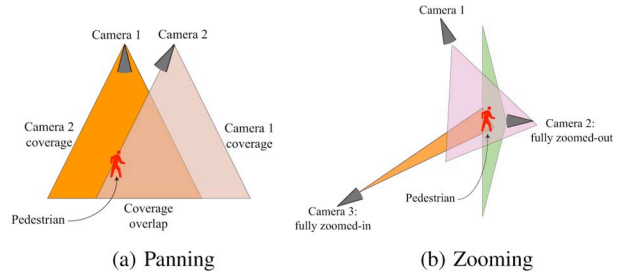 Camera 1
Camera 2
Camera 2
coverage
Camera 1
coverage
Pedestrian
Coverage
overlap
(a) Panning
Camera 1
Camera 2:
fully zoomed-out
Pedestrian
Camera 3:
fully zoomed-in
(b) Zooming